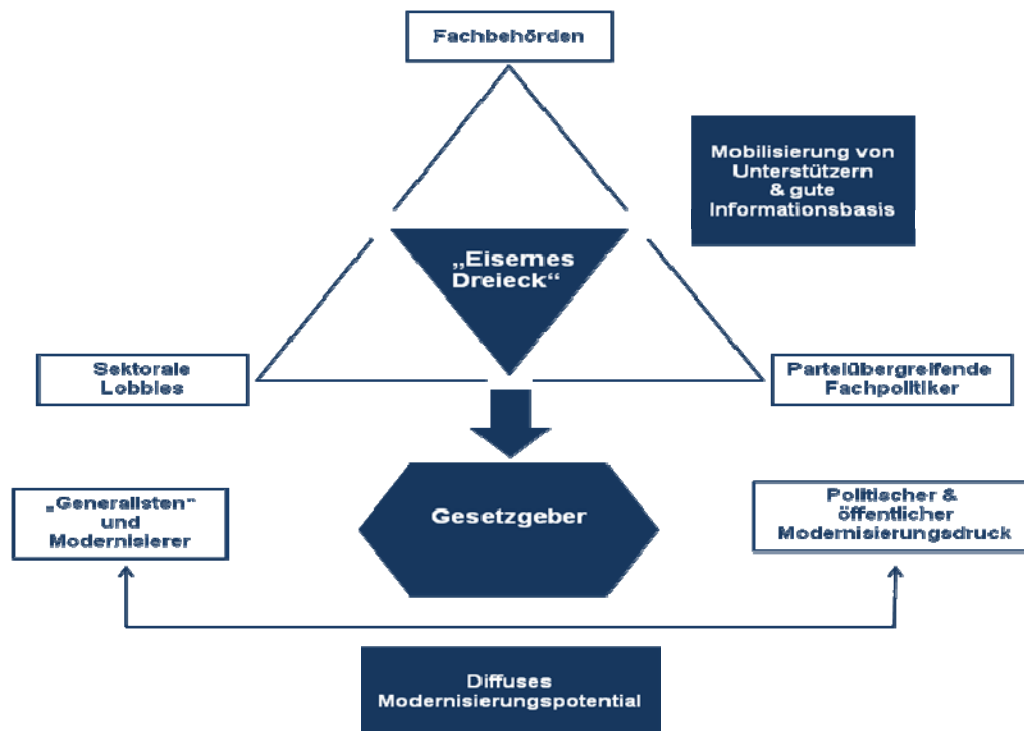 Fachbehörden
Mobilisierung von
Unterstützern
& gute
Informationsbasis
„Eisernes
Dreieck“
Sektorale
Lobbies
Parteiübergreifende
Fachpolitiker
„Generalisten“
und
Modernisierer
Gesetzgeber
Politischer &
öffentlicher
Modernisierungsdruck
Diffuses
Modernisierungspotential